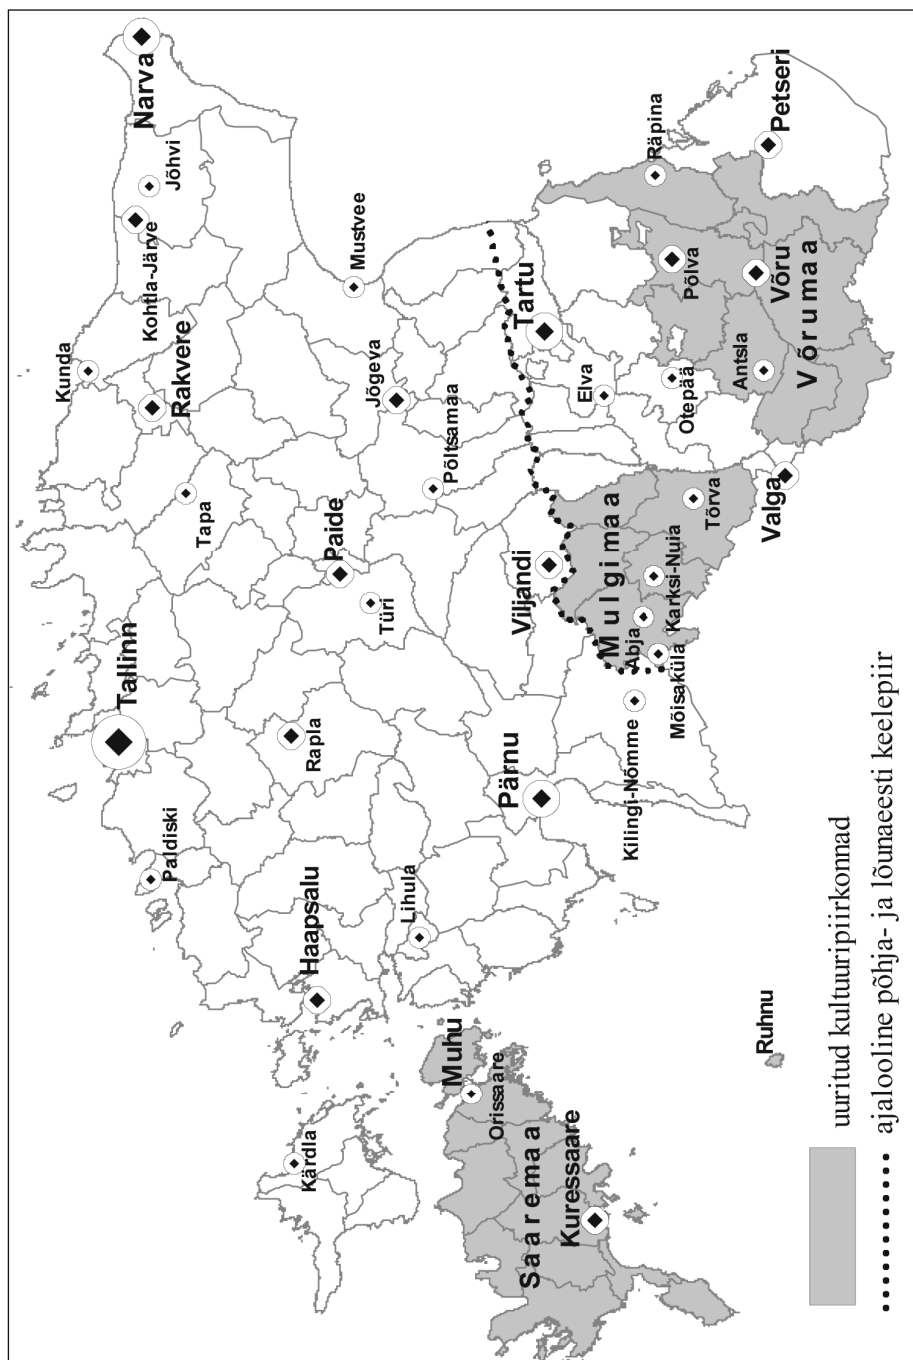 Narva
Jõhvi
Kohtla-Järve
Kunda
Rakvere
Tapa
Tallinn
Paldiski
Mustvee
Jõgeva
Põltsamaa
Paide
Türi
Rapla
Haapsalu
Lihula
Kärdla
Tartu
Elva
Viljandi
Pärnu
Kilingi-Nõmme
Mõisaküla
Abja
Karksi-Nuia
Mulgimaa
Tõrva
Valga
Otepää
Antsla
Põlva
Võru
Võrumaa
Räpina
Petseri
Muhu
Orissaare
Saaremaa
Kuressaare
Ruhnu
uuritud kultuuripiirkonnad
ajalooline põhja- ja lõunaeesti keelepiir